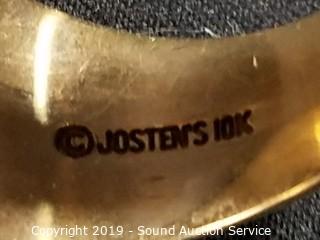 © JOSTEN'S 10K
Copyright 2019 - Sound Auction Service